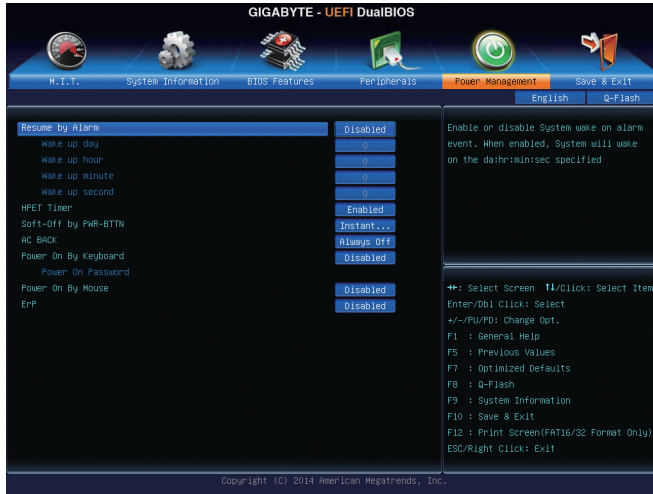 GIGABYTE - UEFI DualBIOS
M.I.T. System Information BIOS Features Peripherals Power Management Save & Exit
English Q-Flash
Resume by Alarm Disabled
Wake up day 0
Wake up hour 0
Wake up minute 0
Wake up second 0
HPET Timer Enabled
Soft-Off by PWR-BTTN Instant...
AC BACK Always Off
Power On By Keyboard Disabled
Power On Password
Power On By Mouse Disabled
ErP Disabled
Enable or disable System wake on alarm
event. When enabled, System will wake
on the da:hr:min:sec specified
→←: Select Screen ↑↓/Click: Select Item
Enter/Dbl Click: Select
+/-/PU/PD: Change Opt.
F1 : General Help
F5 : Previous Values
F7 : Optimized Defaults
F8 : Q-Flash
F9 : System Information
F10 : Save & Exit
F12 : Print Screen(FAT16/32 Format Only)
ESC/Right Click: Exit
Copyright (C) 2014 American Megatrends, Inc.